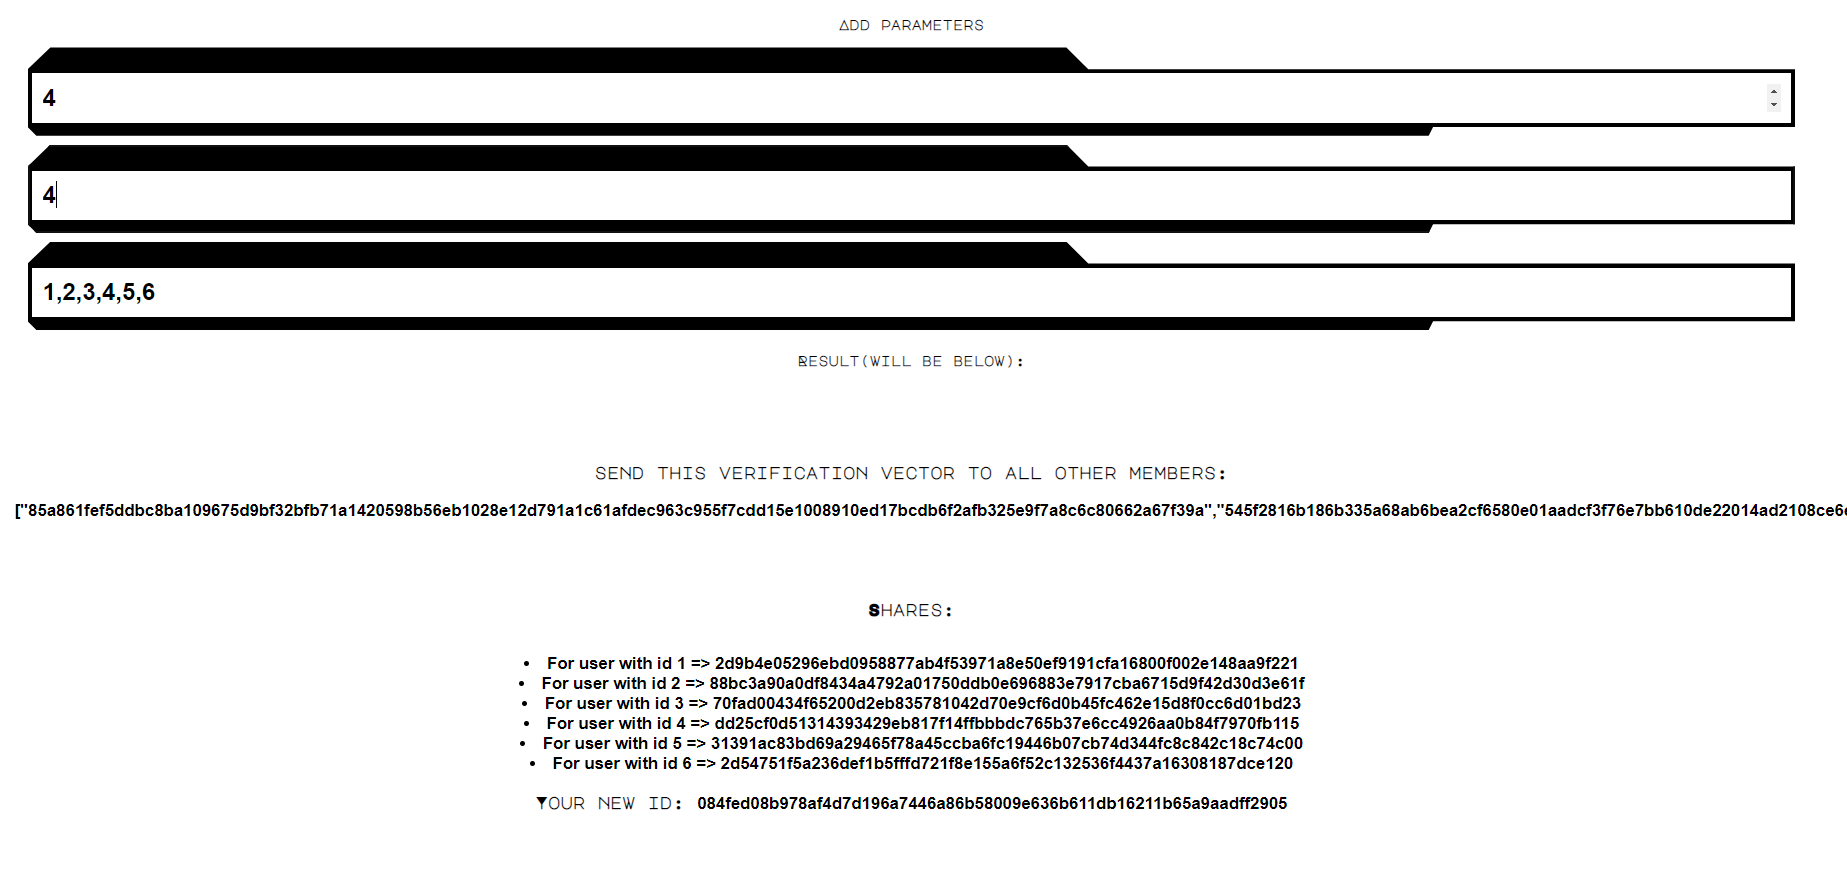 ADD PARAMETERS
4
4
1,2,3,4,5,6
RESULT(WILL BE BELOW):
SEND THIS VERIFICATION VECTOR TO ALL OTHER MEMBERS:
["85a861fef5ddbc8ba109675d9bf32bfb71a1420598b56eb1028e12d791a1c61afdec963c955f7cdd15e1008910ed17bcdb6f2afb325e9f7a8c6c80662a67f39a","545f2816b186b335a68ab6bea2cf6580e01aadcf3f76e7bb610de22014ad2108ce6
SHARES:
• For user with id 1 => 2d9b4e05296ebd0958877ab4f53971a8e50ef9191cfa16800f002e148aa9f221
• For user with id 2 => 88bc3a90a0df8434a4792a01750ddb0e696883e7917cba6715d9f42d30d3e61f
• For user with id 3 => 70fad00434f65200d2eb835781042d70e9cf6d0b45fc462e15d8f0cc6d01bd23
• For user with id 4 => dd25cf0d51314393429eb817f14ffbbbdc765b37e6cc4926aa0b84f7970fb115
• For user with id 5 => 31391ac83bd69a29465f78a45ccba6fc19446b07cb74d344fc8c842c18c74c00
• For user with id 6 => 2d54751f5a236def1b5fffd721f8e155a6f52c132536f4437a16308187dce120
YOUR NEW ID: 084fed08b978af4d7d196a7446a86b58009e636b611db16211b65a9aadff2905